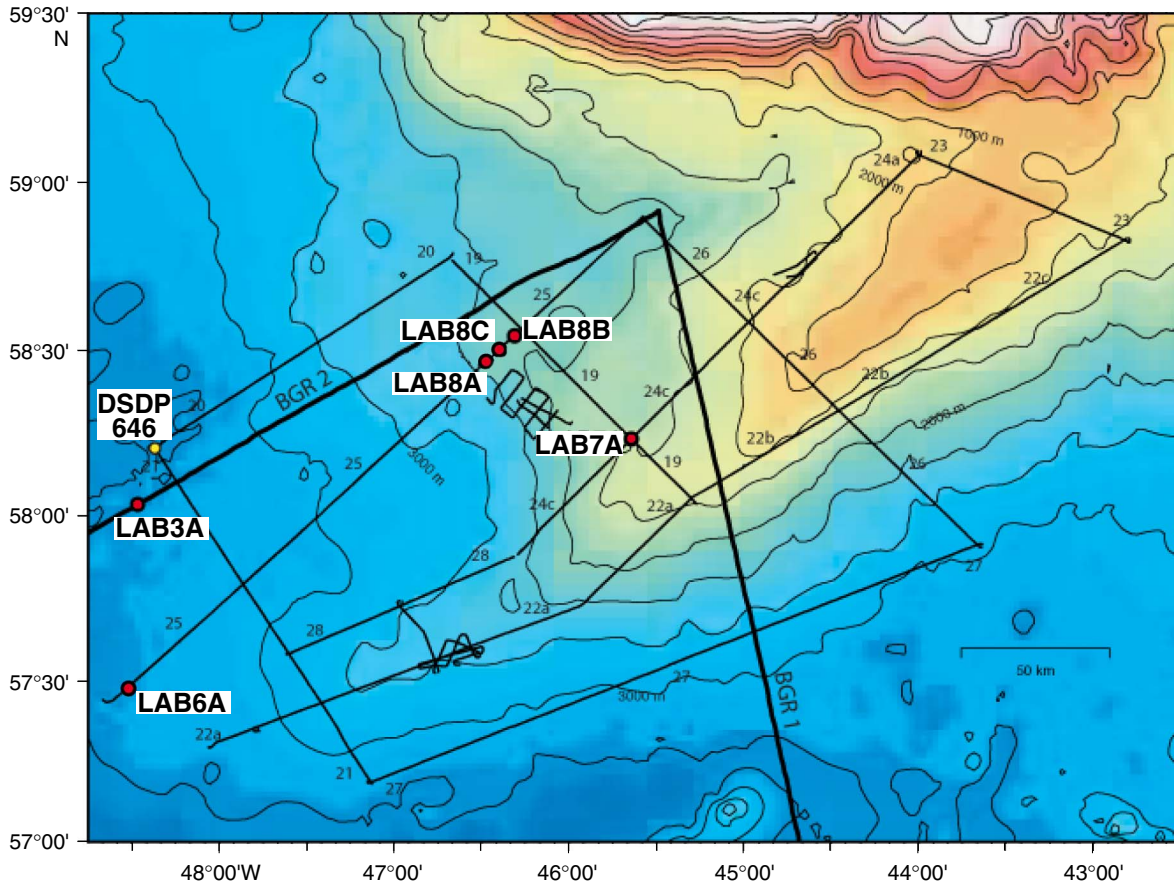 59°30'
N
1000 m
24a
23
59°00'
2000 m
23
20
19
26
22c
25
24c
LAB8C
LAB8B
58°30'
26
LAB8A
19
22b
BGR 2
24c
DSDP
646
20
2000 m
22b
LAB7A
21
25
3000 m
19
26
22a
24c
58°00'
LAB3A
28
27
22a
25
28
50 km
57°30'
LAB6A
27
BGR 1
3000 m
22a
21
27
57°00'
48°00'W
47°00'
46°00'
45°00'
44°00'
43°00'